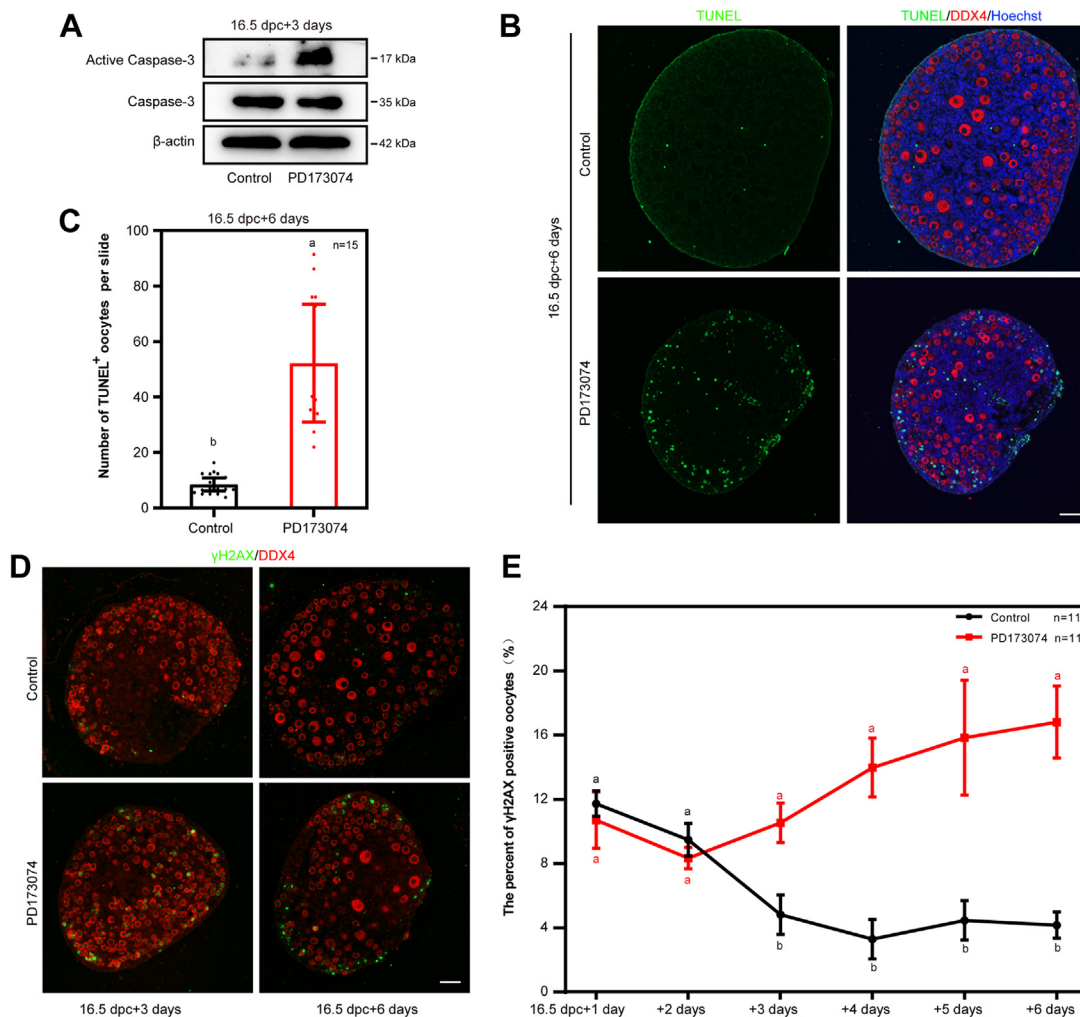 A
16.5 dpc+3 days
Active Caspase-3
17 kDa
Caspase-3
35 kDa
β-actin
42 kDa
Control PD173074
B
TUNEL
TUNEL/DDX4/Hoechst
Control
16.5 dpc+6 days
PD173074
C
16.5 dpc+6 days
a n=15
b
Number of TUNEL+ oocytes per slide
100
80
60
40
20
0
Control PD173074
D
γH2AX/DDX4
Control
PD173074
16.5 dpc+3 days 16.5 dpc+6 days
E
The percent of γH2AX positive oocytes (%)
24
20
16
12
8
4
0
Control n=11
PD173074 n=11
a a a a a a
a a b b b b
16.5 dpc+1 day +2 days +3 days +4 days +5 days +6 days